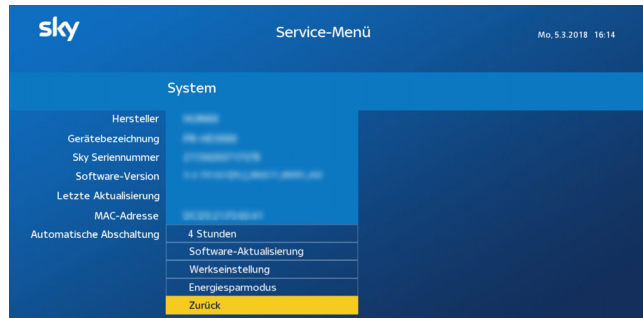 sky
Service-Menü
Mo, 5.3.2018 16:14
System
Hersteller
Gerätebezeichnung
Sky Seriennummer
Software-Version
Letzte Aktualisierung
MAC-Adresse
Automatische Abschaltung 4 Stunden
Software-Aktualisierung
Werkseinstellung
Energiesparmodus
Zurück